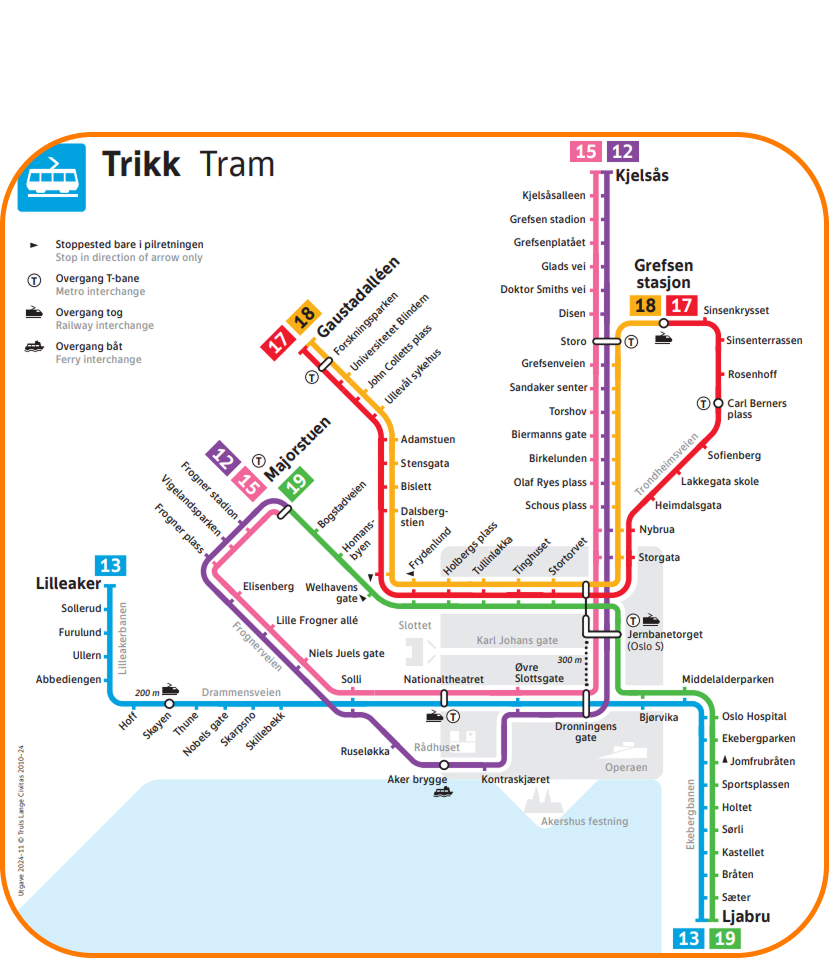 Trikk Tram
Stoppested bare i pilretningen
Stop in direction of arrow only
T
Overgang T-bane
Metro interchange
Overgang tog
Railway interchange
Overgang båt
Ferry interchange
15
12
Kjelsås
Kjelsåsalleen
Grefsen stadion
Grefsenplatået
Glads vei
Doktor Smiths vei
Disen
Storo
T
Grefsenveien
Sandaker senter
Torshov
Biermanns gate
Birkelunden
Olaf Ryes plass
Schous plass
Grefsen
stasjon
18
17
Sinsenkrysset
Sinsenterrassen
Rosenhoff
T
Carl Berners
plass
Sofienberg
Trondheimsveien
Lakkegata skole
Heimdalsgata
Nybrua
Storgata
17
18
Gaustadalléen
T
Forskningsparken
Universitetet Blindern
John Colletts plass
Ullevål sykehus
Adamstuen
Stensgata
Bislett
Dalsberg-
stien
Frydenlund
Holbergs plass
Tullinløkka
Tinghuset
Stortorvet
12
15
T
Majorstuen
19
Frogner stadion
Vigelandsparken
Frogner plass
Bogstadveien
Homans-
byen
Welhavens
gate
Elisenberg
Lille Frogner allé
Niels Juels gate
Frognerveien
13
Lilleaker
Sollerud
Furulund
Ullern
Abbediengen
Lilleakerbanen
200 m
Drammensveien
Hoff
Skøyen
Thune
Nobels gate
Skarpsno
Skillebekk
Solli
Slottet
Karl Johans gate
T
Jernbanetorget
(Oslo S)
300 m
Nationaltheatret
T
Øvre
Slottsgate
Dronningens
gate
Ruseløkka
Rådhuset
Aker brygge
Kontraskjæret
Operaen
Akershus festning
Bjørvika
Middelalderparken
Oslo Hospital
Ekebergparken
Jomfrubråten
Sportsplassen
Holtet
Sørli
Kastellet
Bråten
Sæter
Ekebergbanen
Ljabru
13
19
Utgave 2024-11 © Truls Lange Civitas 2010–24